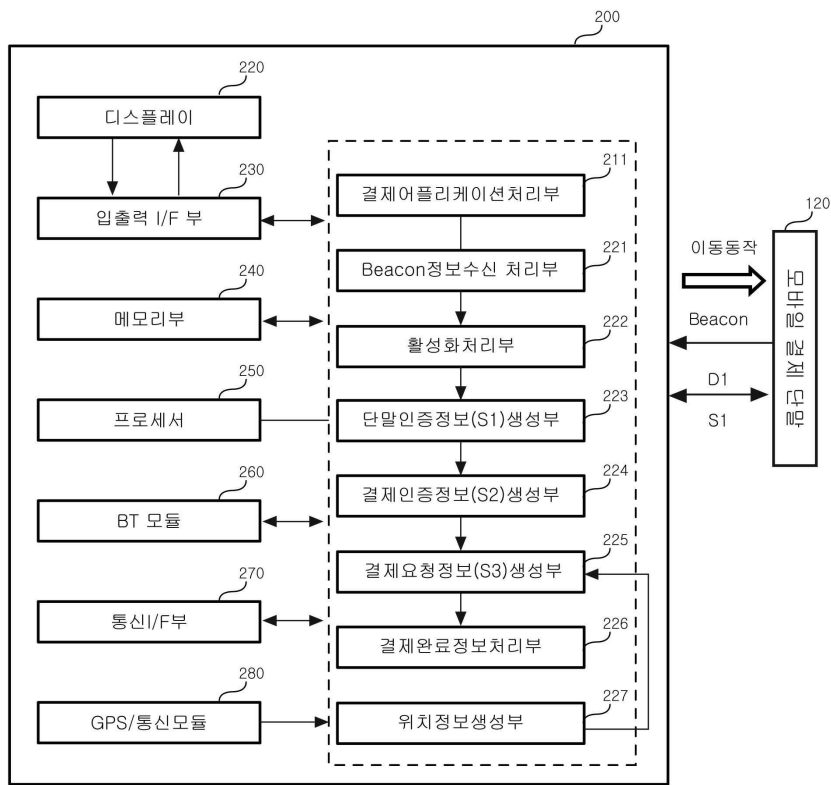 200
220
디스플레이
230
입출력 I/F 부
240
메모리부
250
프로세서
260
BT 모듈
270
통신I/F부
280
GPS/통신모듈
211
결제어플리케이션처리부
221
Beacon정보수신 처리부
222
활성화처리부
223
단말인증정보(S1)생성부
224
결제인증정보(S2)생성부
225
결제요청정보(S3)생성부
226
결제완료정보처리부
227
위치정보생성부
이동동작
Beacon
D1
S1
120
모바일 결제 단말